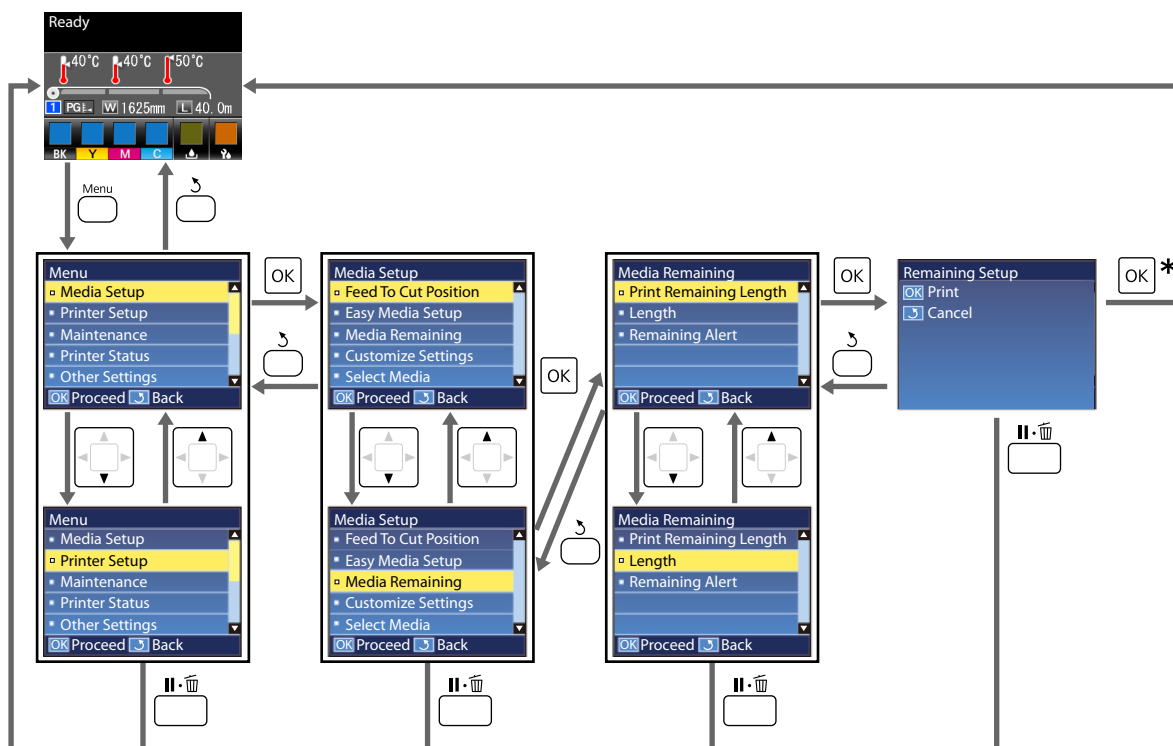 Ready
40°C 40°C 50°C
1 PG W 1625mm L 40.0m
BK Y M C
Menu
Menu
Media Setup
Printer Setup
Maintenance
Printer Status
Other Settings
OK Proceed Back
OK
Media Setup
Feed To Cut Position
Easy Media Setup
Media Remaining
Customize Settings
Select Media
OK Proceed Back
OK
Media Remaining
Print Remaining Length
Length
Remaining Alert
OK Proceed Back
OK
Remaining Setup
OK Print
Cancel
OK *
Menu
Media Setup
Printer Setup
Maintenance
Printer Status
Other Settings
OK Proceed Back
Media Setup
Feed To Cut Position
Easy Media Setup
Media Remaining
Customize Settings
Select Media
OK Proceed Back
Media Remaining
Print Remaining Length
Length
Remaining Alert
OK Proceed Back